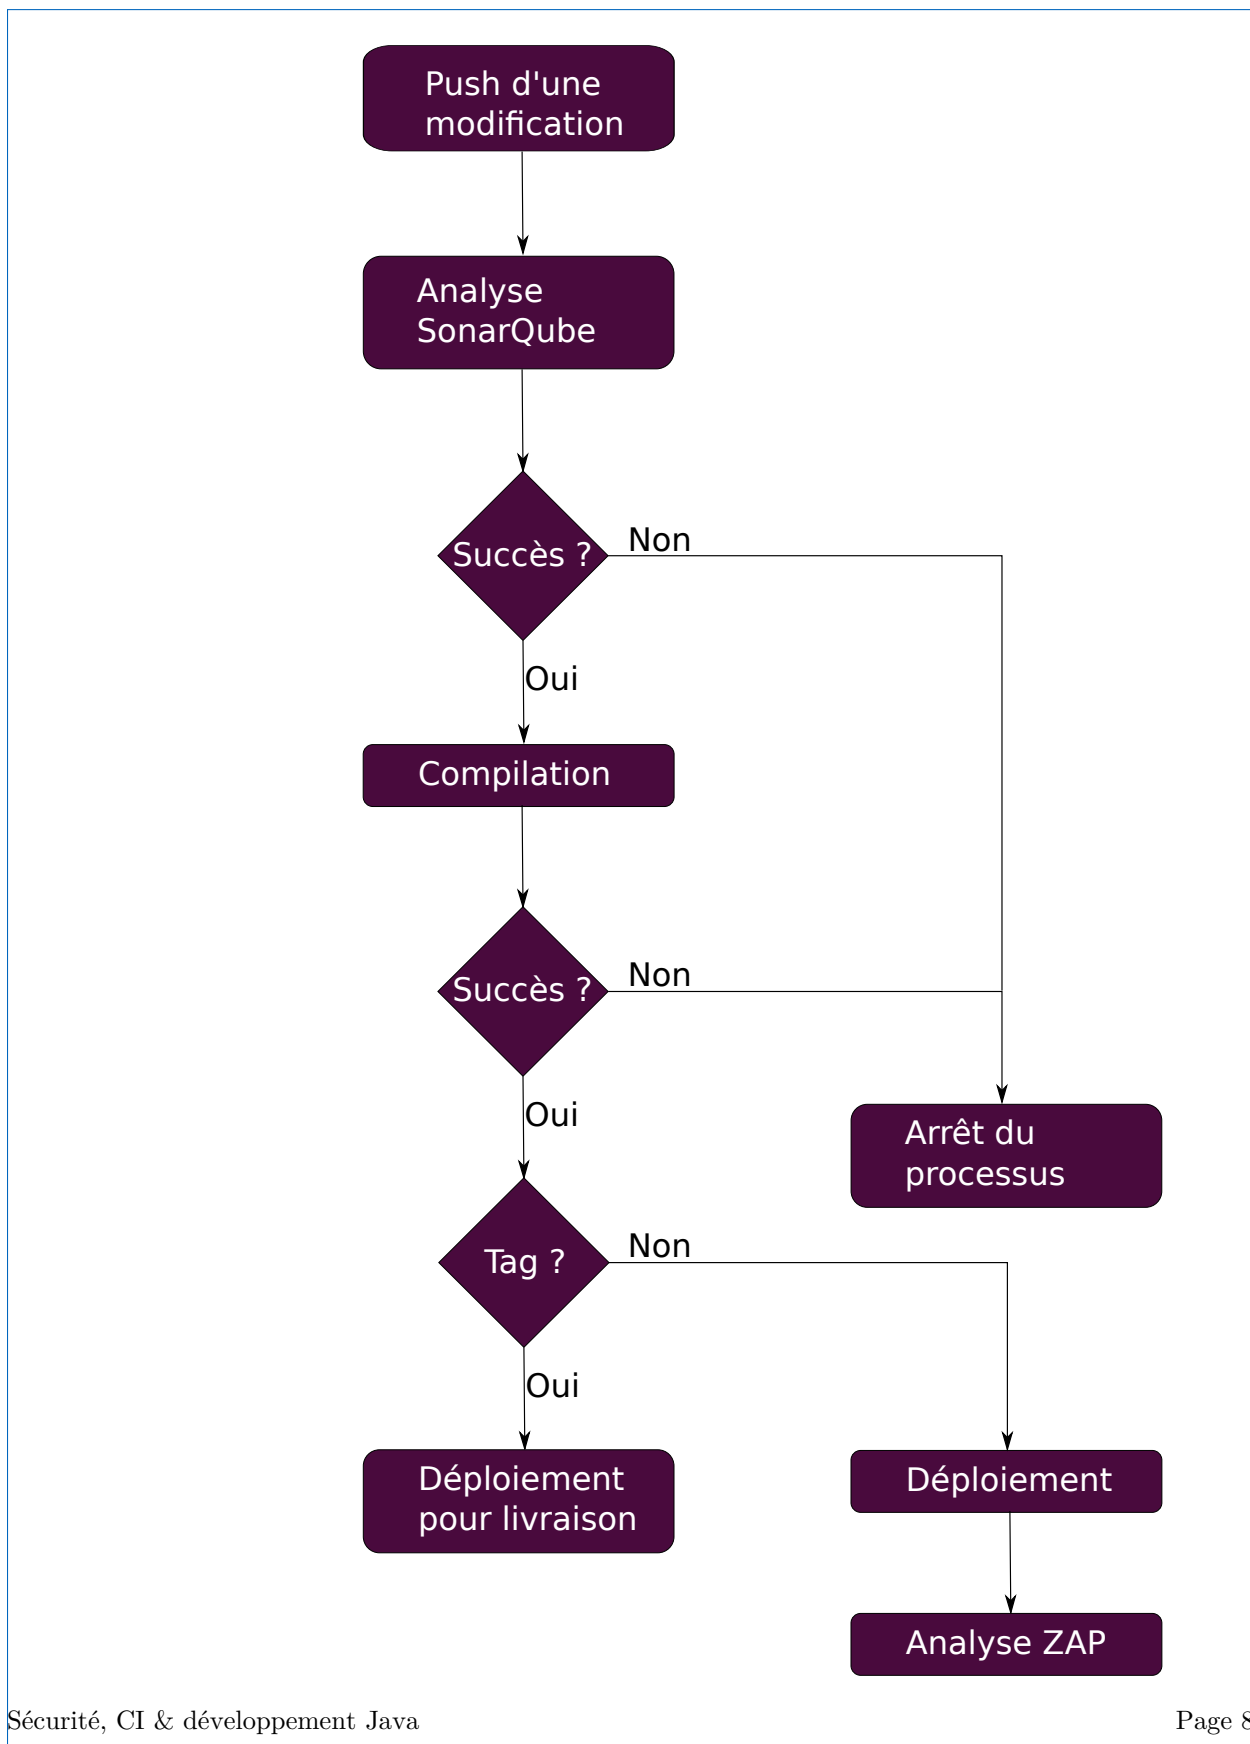 Push d'une
modification
Analyse
SonarQube
Succès ?
Non
Oui
Compilation
Succès ?
Non
Oui
Arrêt du
processus
Tag ?
Non
Oui
Déploiement
pour livraison
Déploiement
Analyse ZAP
Sécurité, CI & développement Java
Page 8